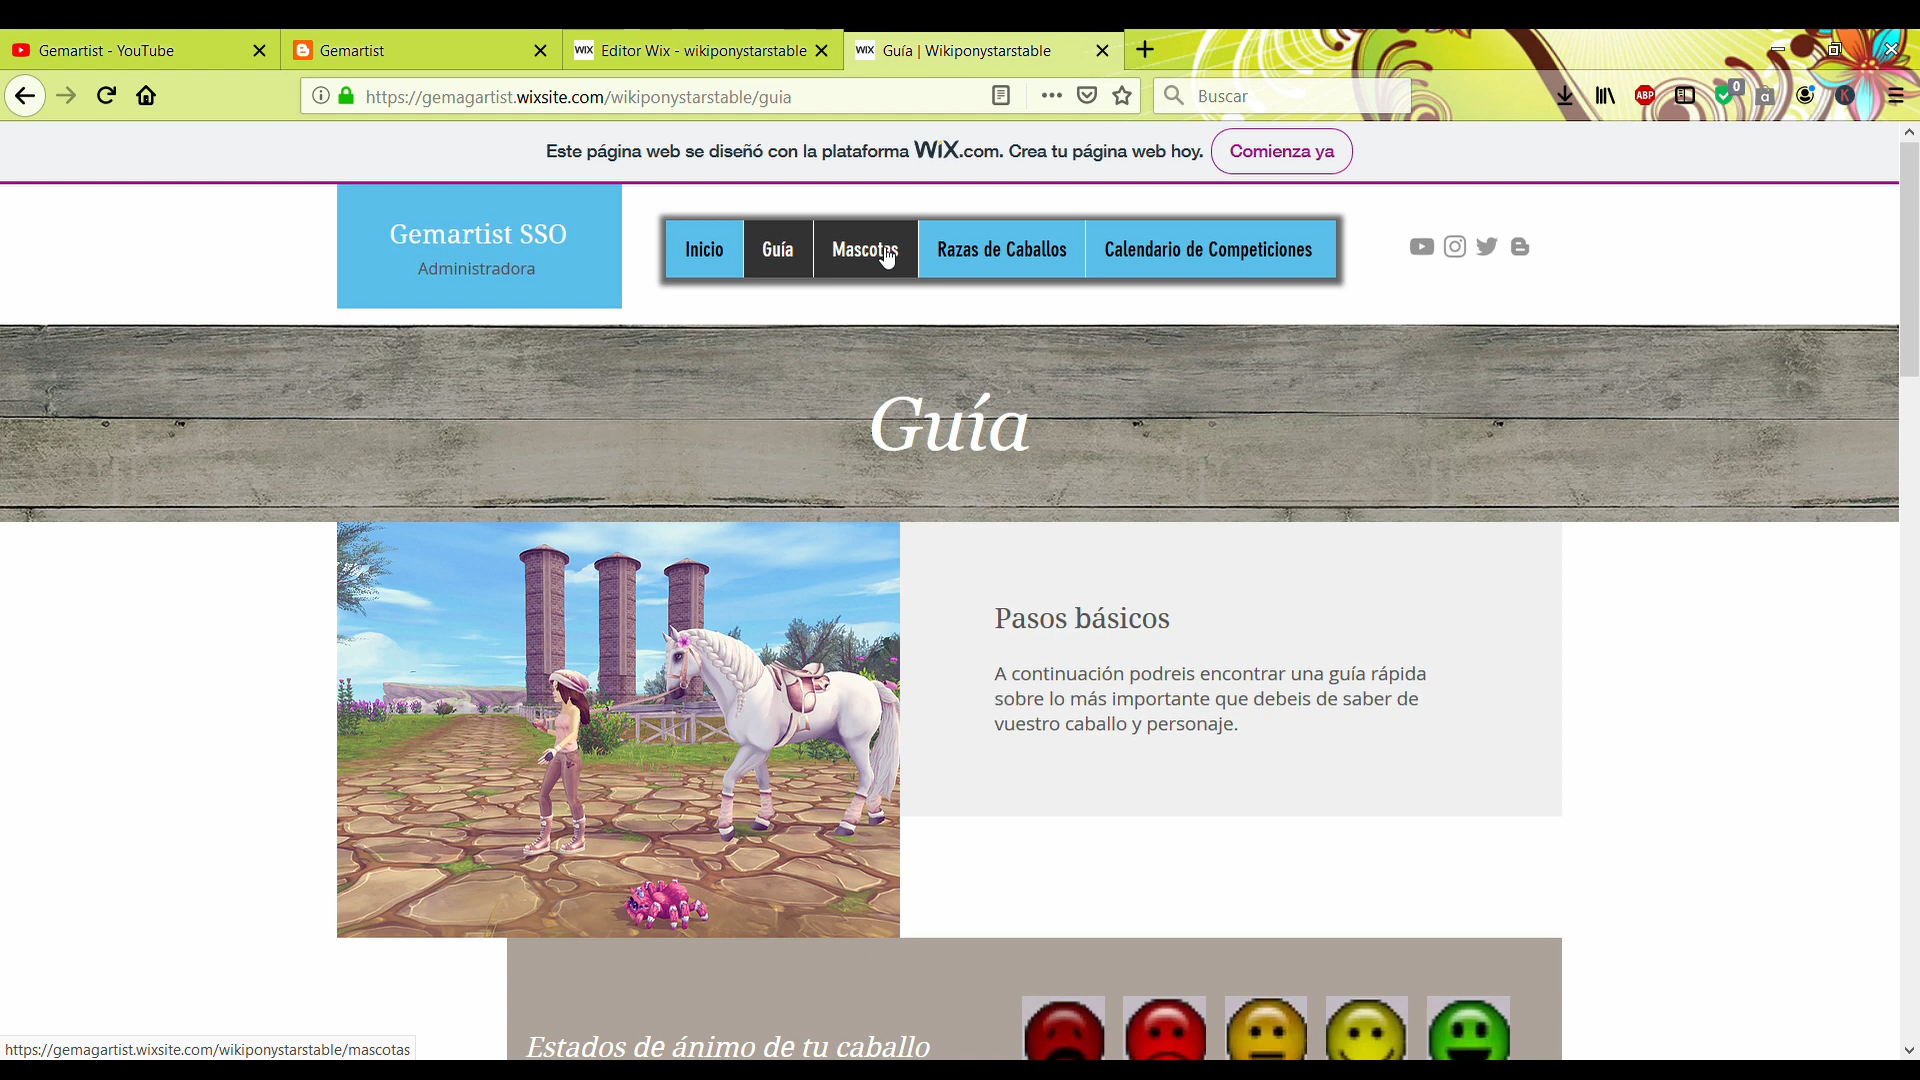 Gemartist - YouTube
Gemartist
Editor Wix - wikiponystarstable
Guía | Wikiponystarstable
https://gemagartist.wixsite.com/wikiponystarstable/guia
Buscar
ABP
0
a
K
Este página web se diseñó con la plataforma WiX.com. Crea tu página web hoy.
Comienza ya
Gemartist SSO
Administradora
Inicio
Guía
Mascotas
Razas de Caballos
Calendario de Competiciones
Guía
Pasos básicos
A continuación podreis encontrar una guía rápida
sobre lo más importante que debeis de saber de
vuestro caballo y personaje.
Estados de ánimo de tu caballo
https://gemagartist.wixsite.com/wikiponystarstable/mascotas